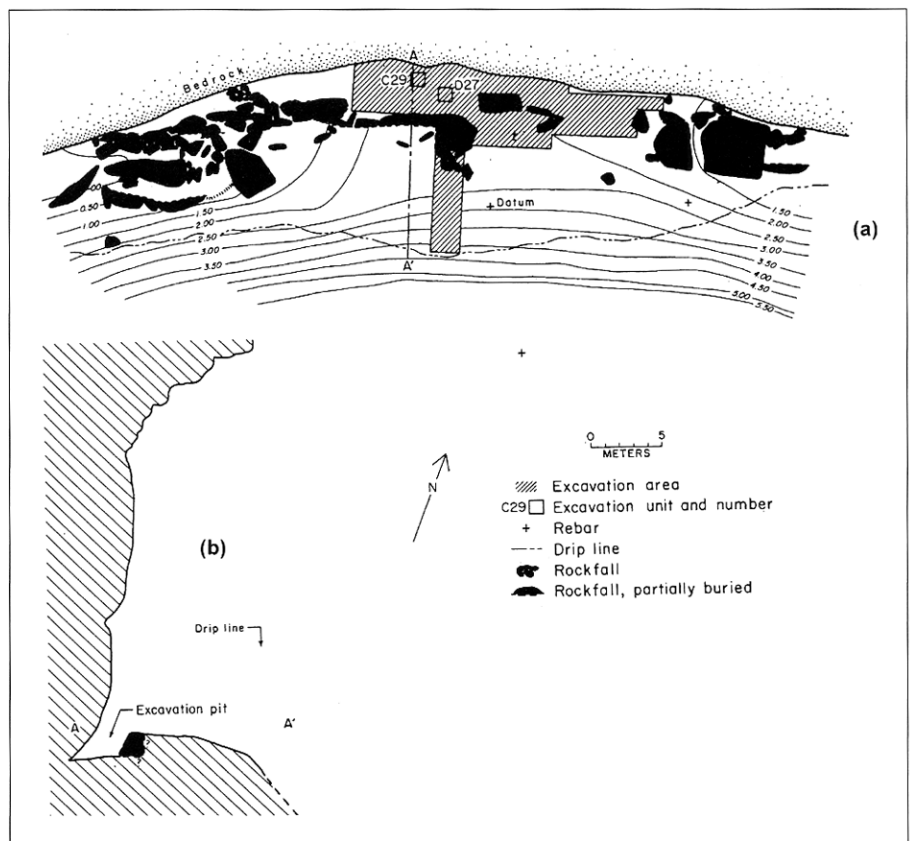 A
Bedrock
C29
D27
t
.00
0.50
1.00
1.50
2.00
2.50
3.00
3.50
Datum
A'
1.50
2.00
2.50
3.00
3.50
4.00
4.50
5.00
5.50
(a)
0 5
METERS
N
Excavation area
C29 Excavation unit and number
+ Rebar
Drip line
Rockfall
Rockfall, partially buried
(b)
Drip line
Excavation pit
A
A'
? 
?